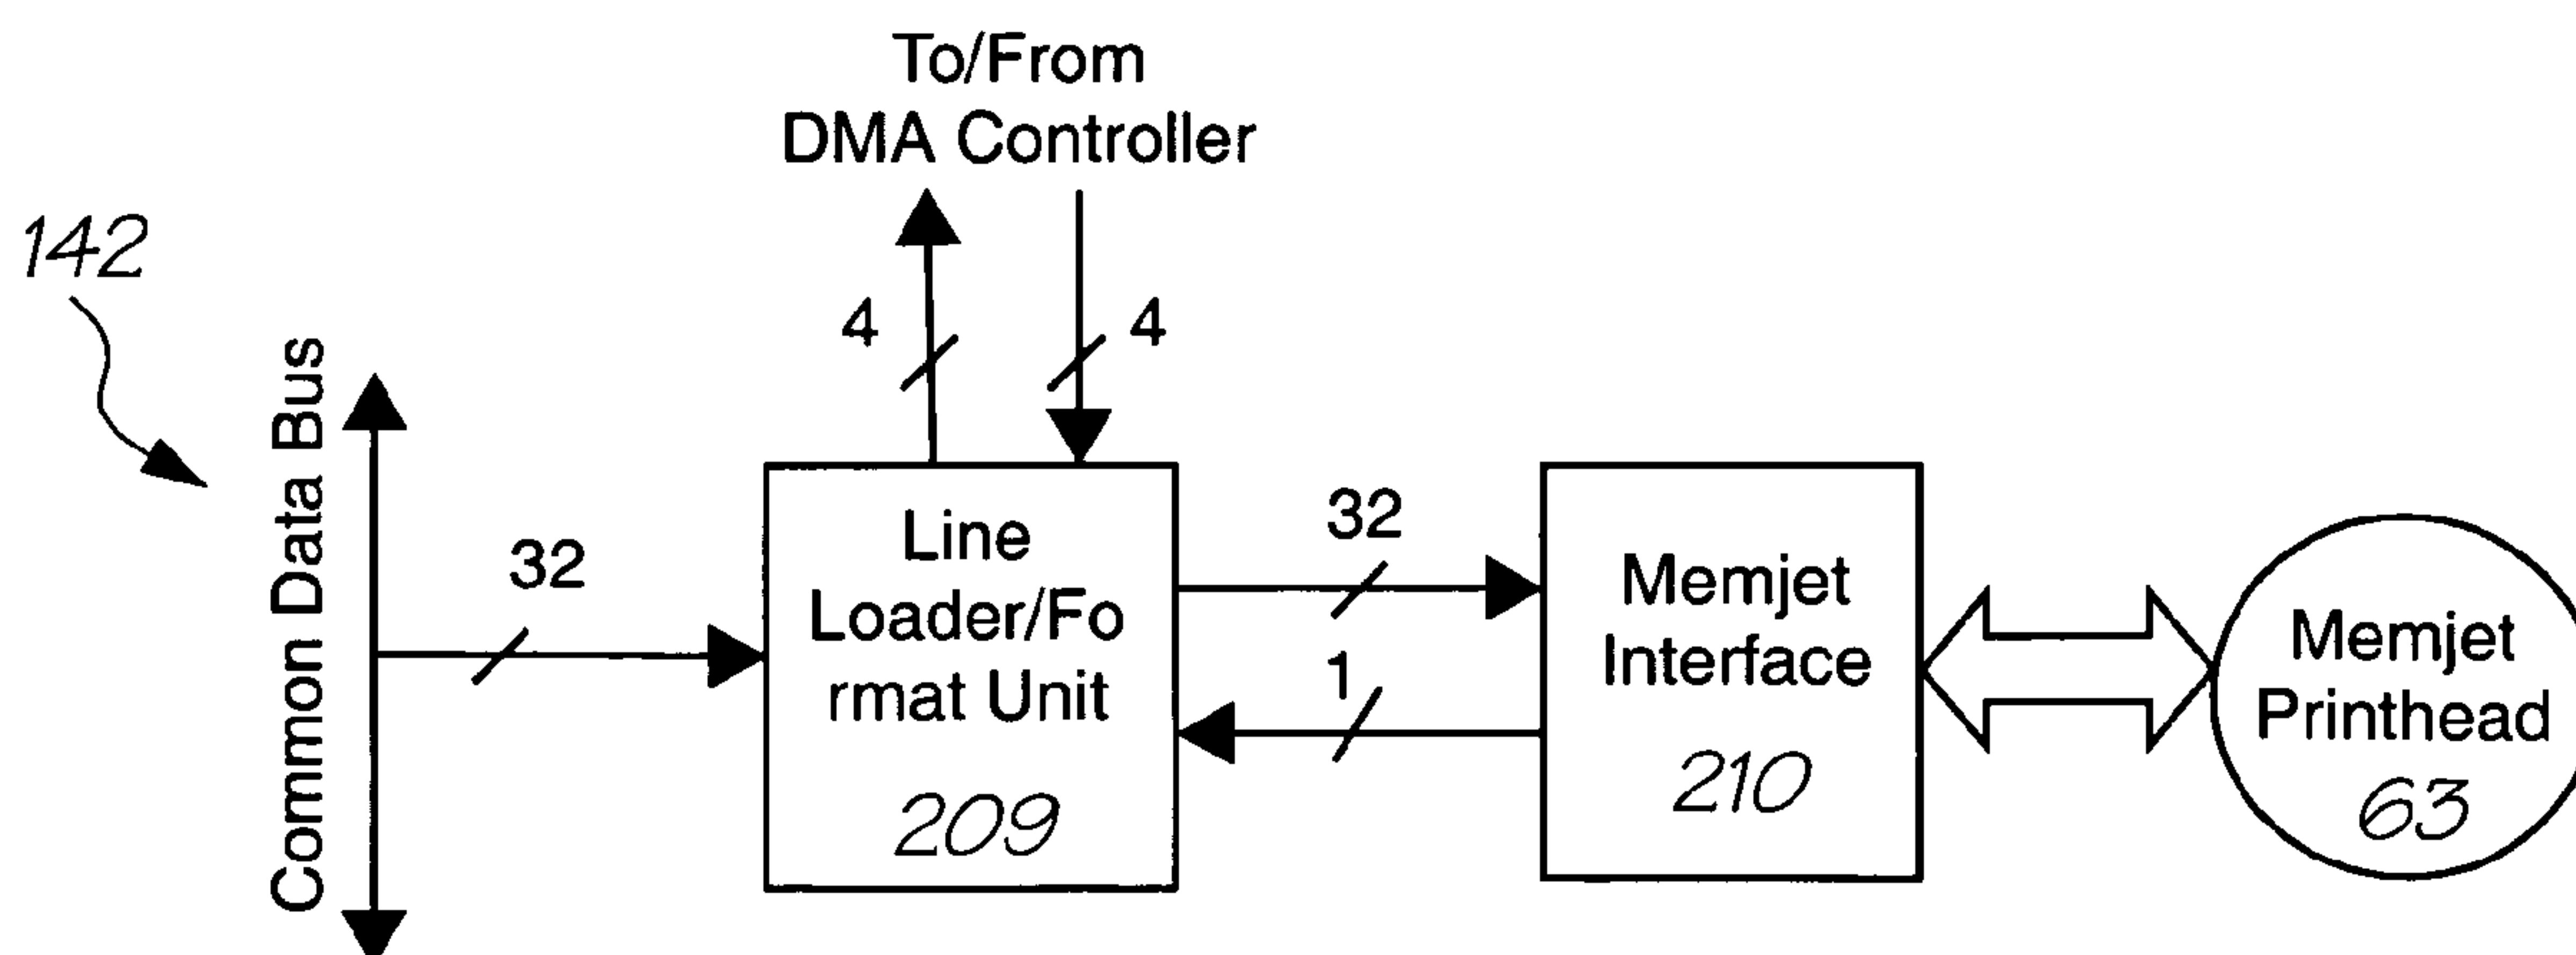 To/From
DMA Controller
142
4
4
Common Data Bus
32
Line
Loader/Fo
rmat Unit
209
32
1
Memjet
Interface
210
Memjet
Printhead
63